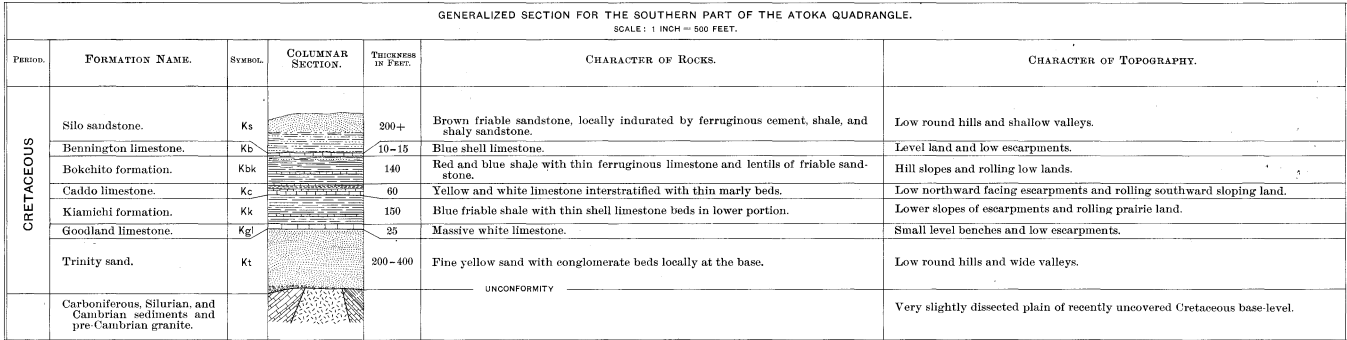 GENERALIZED SECTION FOR THE SOUTHERN PART OF THE ATOKA QUADRANGLE.
SCALE: 1 INCH = 500 FEET.
PERIOD. FORMATION NAME. SYMBOL. COLUMNAR SECTION. THICKNESS IN FEET. CHARACTER OF ROCKS. CHARACTER OF TOPOGRAPHY.
CRETACEOUS
Silo sandstone. Ks 200+ Brown friable sandstone, locally indurated by ferruginous cement, shale, and
shaly sandstone.
Low round hills and shallow valleys.
Bennington limestone. Kb 10-15 Blue shell limestone. Level land and low escarpments.
Bokchito formation. Kbk 140 Red and blue shale with thin ferruginous limestone and lentils of friable sand-
stone.
Hill slopes and rolling low lands.
Caddo limestone. Kc 60 Yellow and white limestone interstratified with thin marly beds. Low northward facing escarpments and rolling southward sloping land.
Kiamichi formation. Kk 150 Blue friable shale with thin shell limestone beds in lower portion. Lower slopes of escarpments and rolling prairie land.
Goodland limestone. Kgl 25 Massive white limestone. Small level benches and low escarpments.
Trinity sand. Kt 200-400 Fine yellow sand with conglomerate beds locally at the base. Low round hills and wide valleys.
UNCONFORMITY
Carboniferous, Silurian, and
Cambrian sediments and
pre-Cambrian granite.
Very slightly dissected plain of recently uncovered Cretaceous base-level.